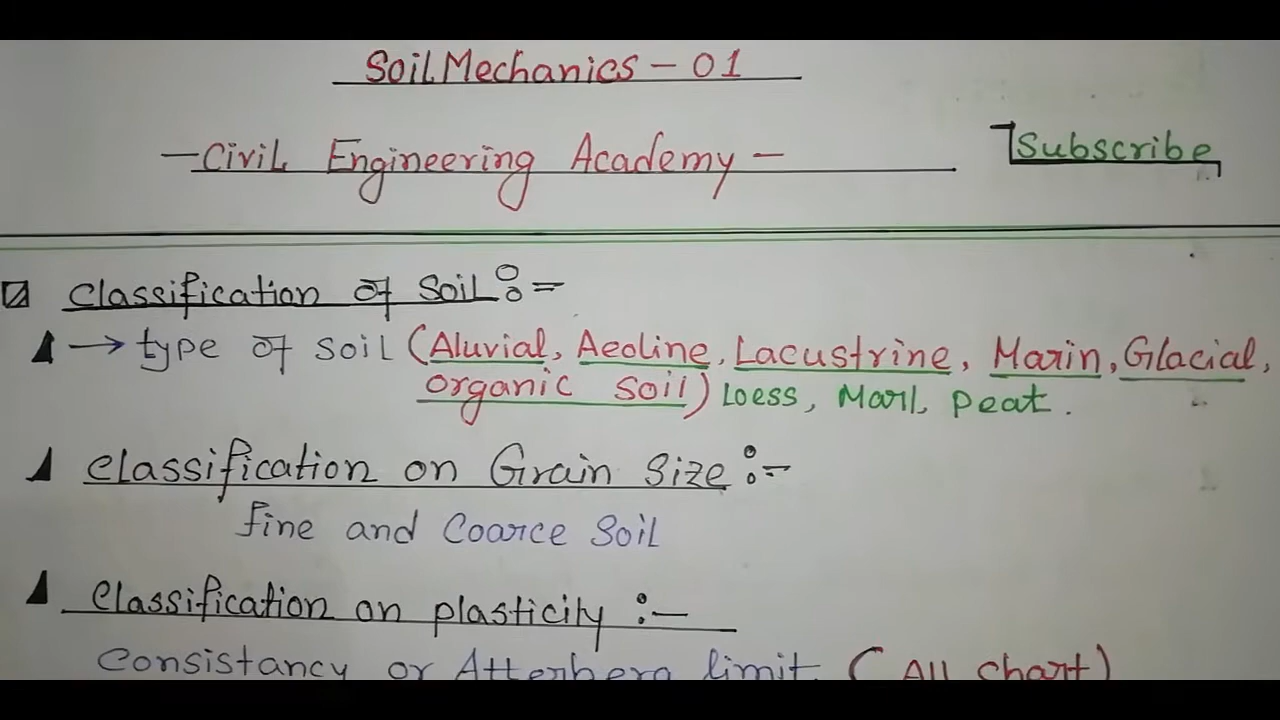 Soil Mechanics - 01
- Civil Engineering Academy -
Subscribe
Classification of Soil :-
→ type of soil (Aluvial, Aeoline, Lacustrine, Marin, Glacial,
organic soil) Loess, Marl, peat.
Classification on Grain Size :-
fine and Coarce Soil
Classification on plasticity :-
Consistancy or Atterberg limit (All chart)